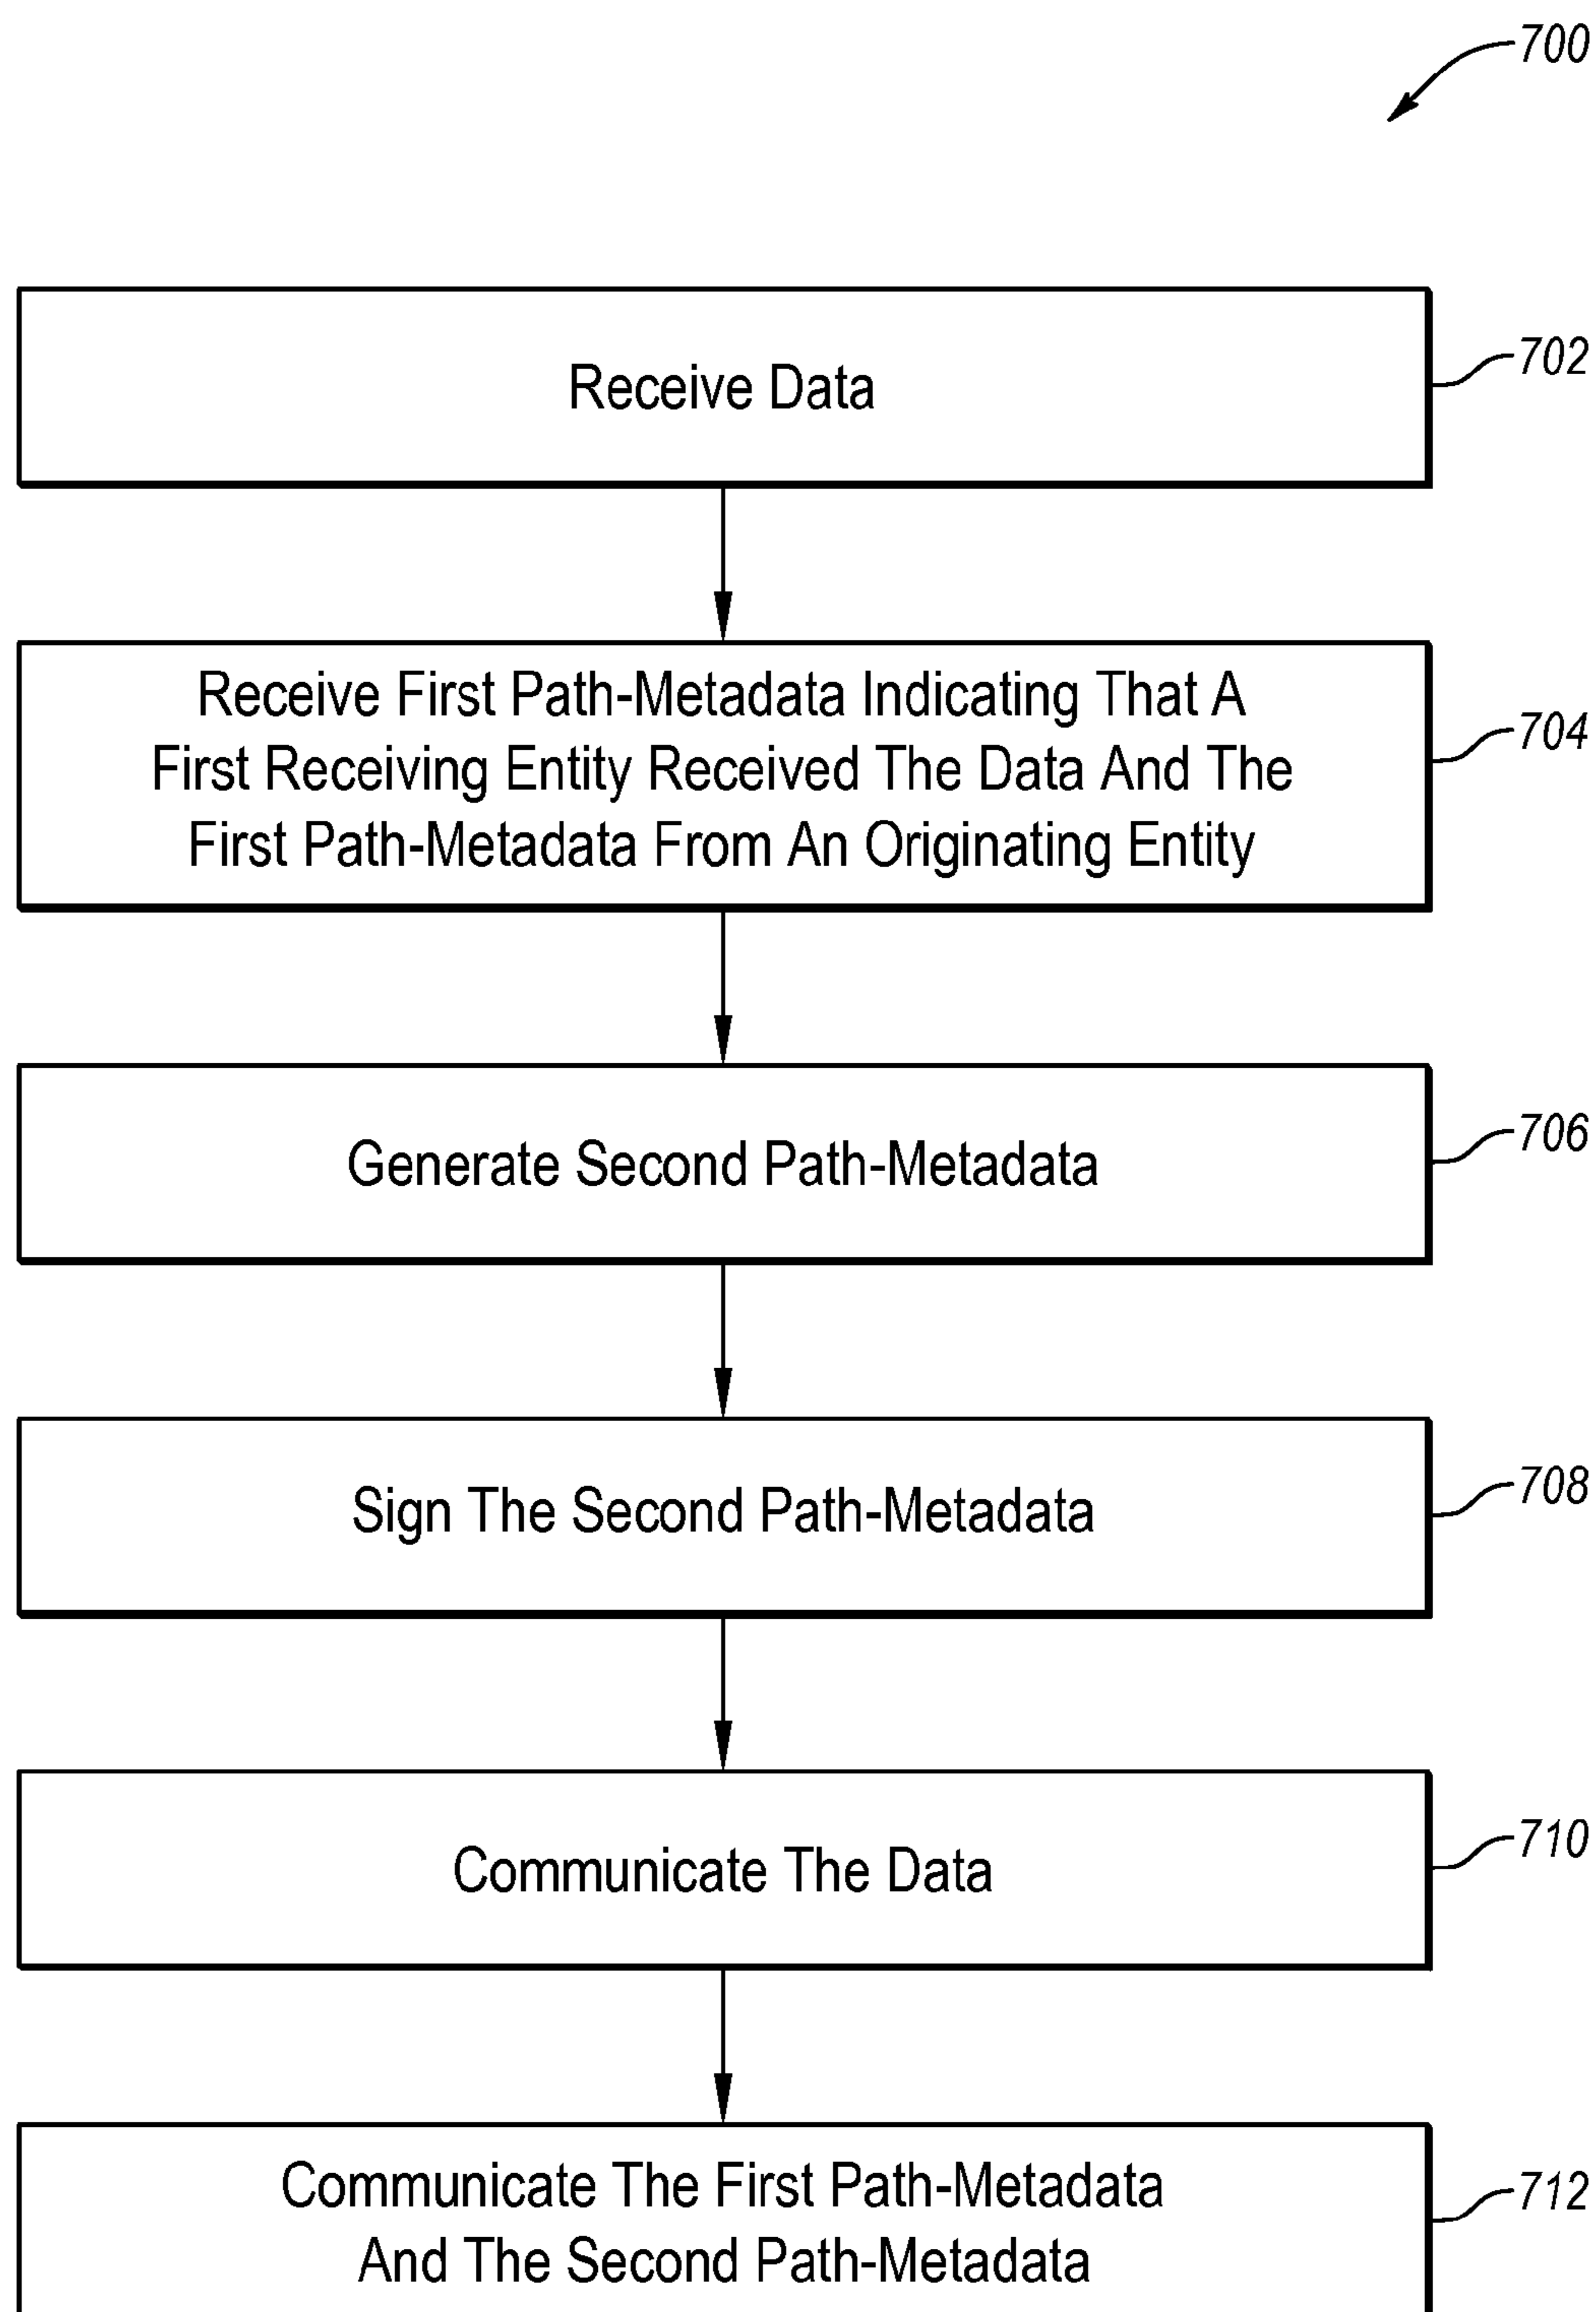 700
Receive Data
702
Receive First Path-Metadata Indicating That A
First Receiving Entity Received The Data And The
First Path-Metadata From An Originating Entity
704
Generate Second Path-Metadata
706
Sign The Second Path-Metadata
708
Communicate The Data
710
Communicate The First Path-Metadata
And The Second Path-Metadata
712